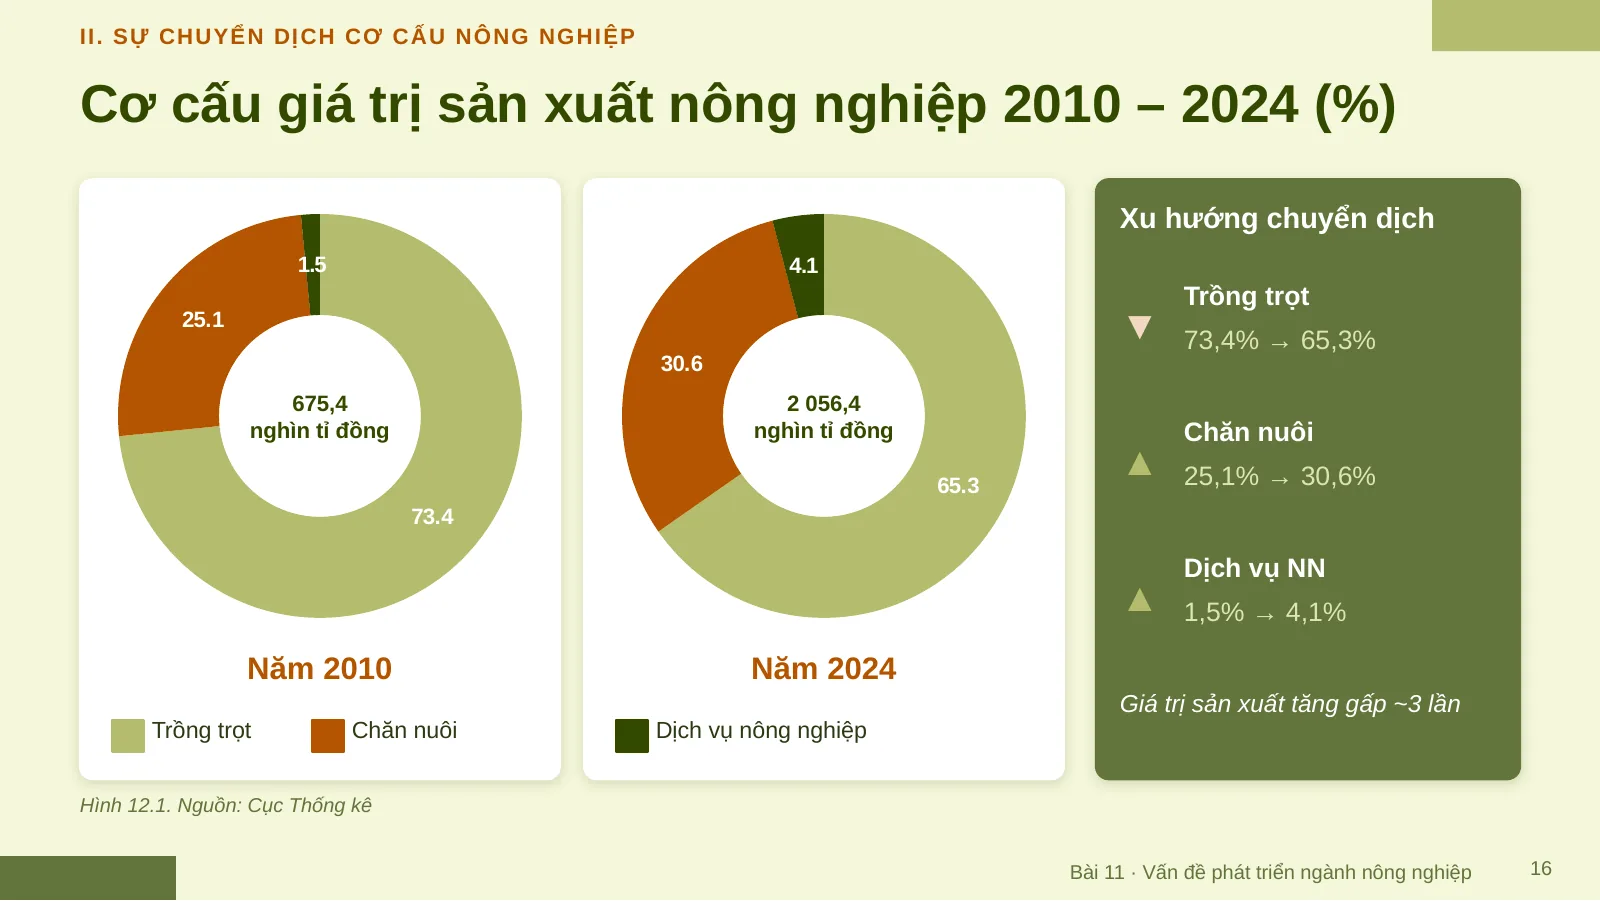 II. SỰ CHUYỂN DỊCH CƠ CẤU NÔNG NGHIỆP
Cơ cấu giá trị sản xuất nông nghiệp 2010 – 2024 (%)
1.5
25.1
675,4
nghìn tỉ đồng
73.4
Năm 2010
Trồng trọt
Chăn nuôi
4.1
30.6
2 056,4
nghìn tỉ đồng
65.3
Năm 2024
Dịch vụ nông nghiệp
Xu hướng chuyển dịch
Trồng trọt
▼ 73,4% → 65,3%
Chăn nuôi
▲ 25,1% → 30,6%
Dịch vụ NN
▲ 1,5% → 4,1%
Giá trị sản xuất tăng gấp ~3 lần
Hình 12.1. Nguồn: Cục Thống kê
Bài 11 · Vấn đề phát triển ngành nông nghiệp
16